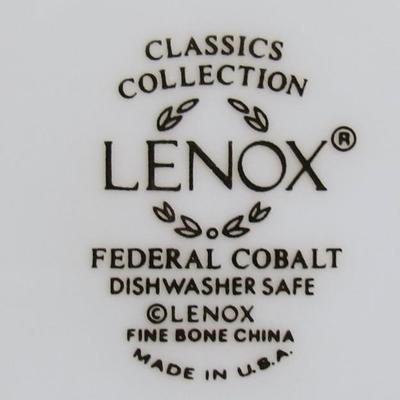 CLASSICS
COLLECTION
LENOX®
FEDERAL COBALT
DISHWASHER SAFE
©LENOX
FINE BONE CHINA
MADE IN U.S.A.